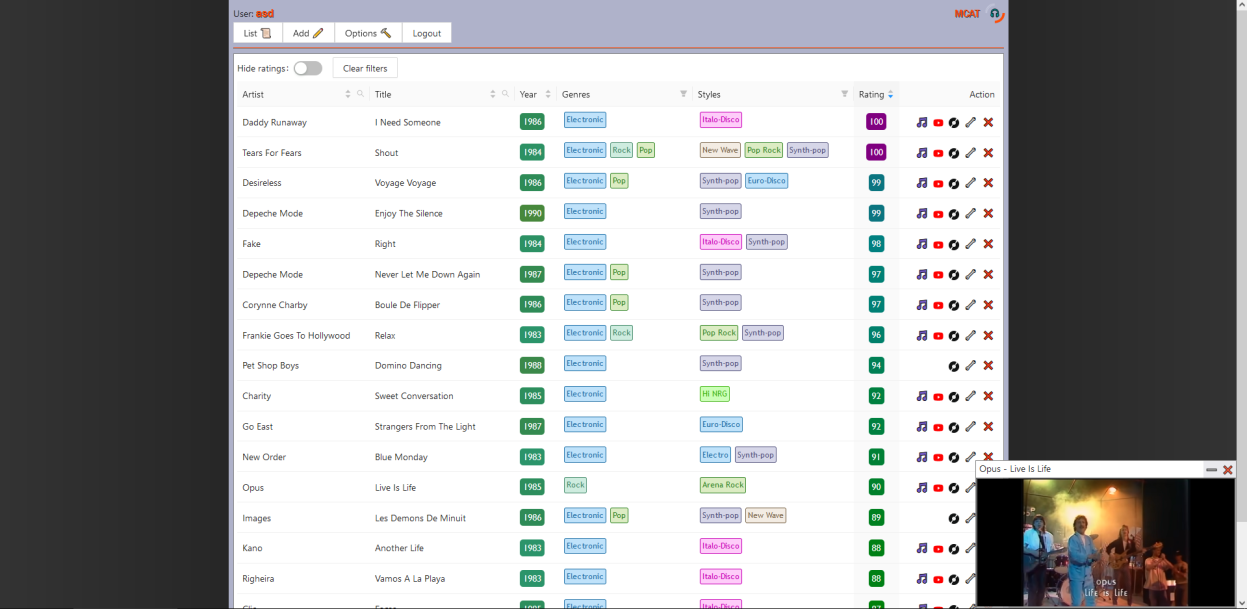 User: asd
MCAT
List Add Options Logout
Hide ratings: Clear filters
Artist Title Year Genres Styles Rating Action
Daddy Runaway I Need Someone 1986 Electronic Italo-Disco 100
Tears For Fears Shout 1984 Electronic Rock Pop New Wave Pop Rock Synth-pop 100
Desireless Voyage Voyage 1986 Electronic Pop Synth-pop Euro-Disco 99
Depeche Mode Enjoy The Silence 1990 Electronic Synth-pop 99
Fake Right 1984 Electronic Italo-Disco Synth-pop 98
Depeche Mode Never Let Me Down Again 1987 Electronic Pop Synth-pop 97
Corynne Charby Boule De Flipper 1986 Electronic Pop Synth-pop 97
Frankie Goes To Hollywood Relax 1983 Electronic Rock Pop Rock Synth-pop 96
Pet Shop Boys Domino Dancing 1988 Electronic Synth-pop 94
Charity Sweet Conversation 1985 Electronic Hi NRG 92
Go East Strangers From The Light 1987 Electronic Euro-Disco 92
New Order Blue Monday 1983 Electronic Electro Synth-pop 91
Opus Live Is Life 1985 Rock Arena Rock 90
Images Les Demons De Minuit 1986 Electronic Pop Synth-pop New Wave 89
Kano Another Life 1983 Electronic Italo-Disco 88
Righeira Vamos A La Playa 1983 Electronic Italo-Disco 88
Electronic Italo-Disco
Opus - Live Is Life
opus
life is life